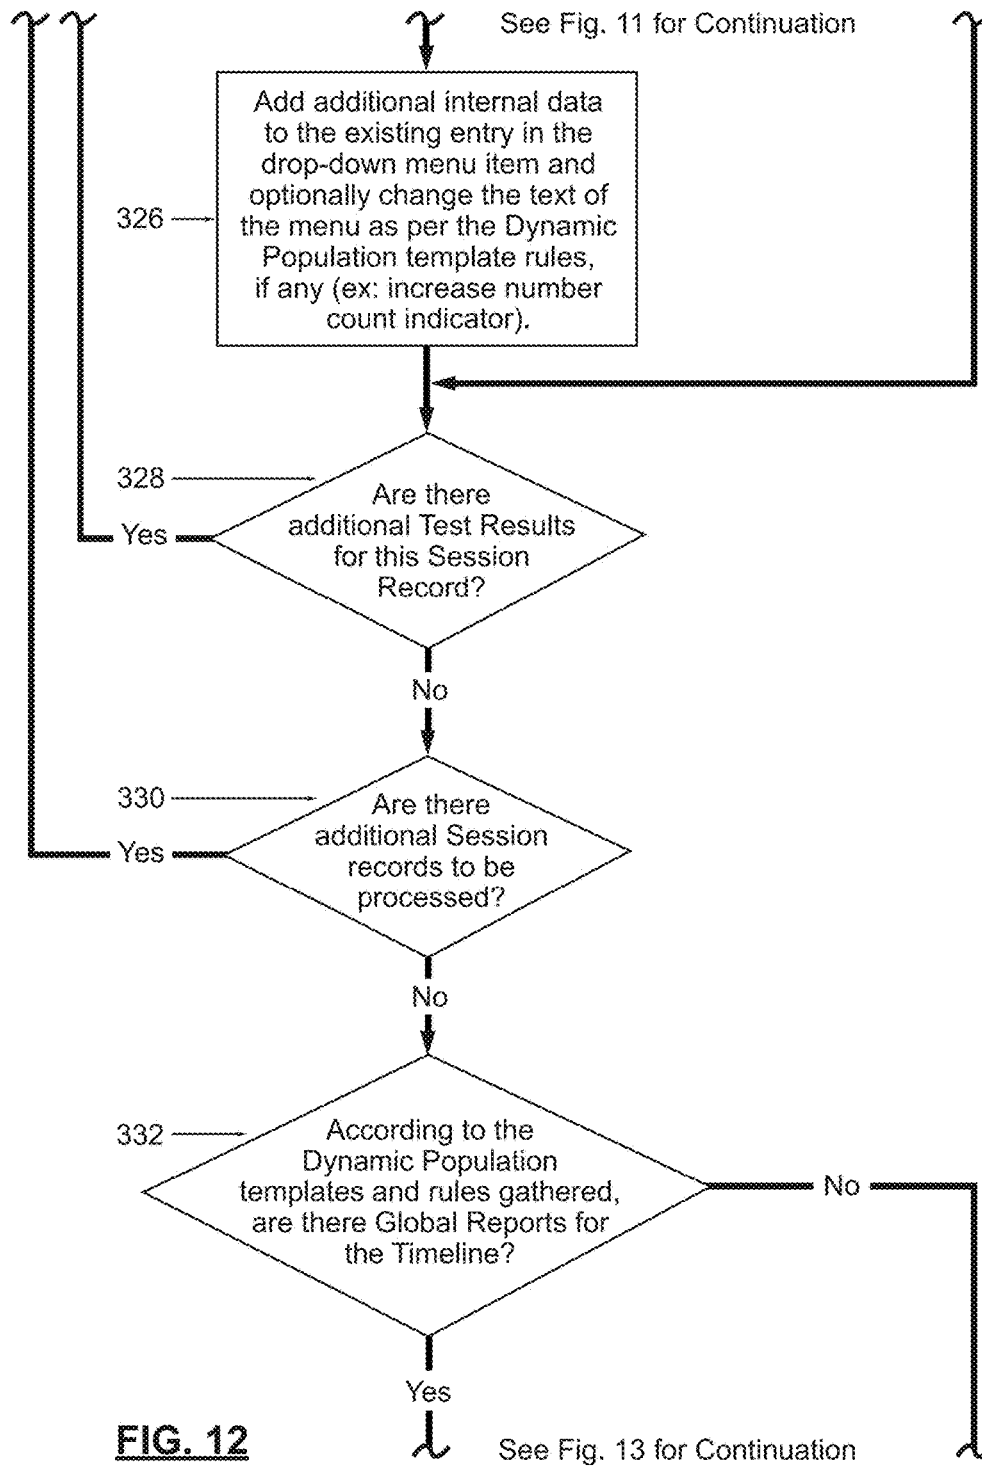 See Fig. 11 for Continuation
Add additional internal data
to the existing entry in the
drop-down menu item and
optionally change the text of
the menu as per the Dynamic
Population template rules,
if any (ex: increase number
count indicator).
326
328
Are there
additional Test Results
for this Session
Record?
Yes
No
330
Are there
additional Session
records to be
processed?
Yes
No
332
According to the
Dynamic Population
templates and rules gathered,
are there Global Reports for
the Timeline?
No
Yes
FIG. 12
See Fig. 13 for Continuation